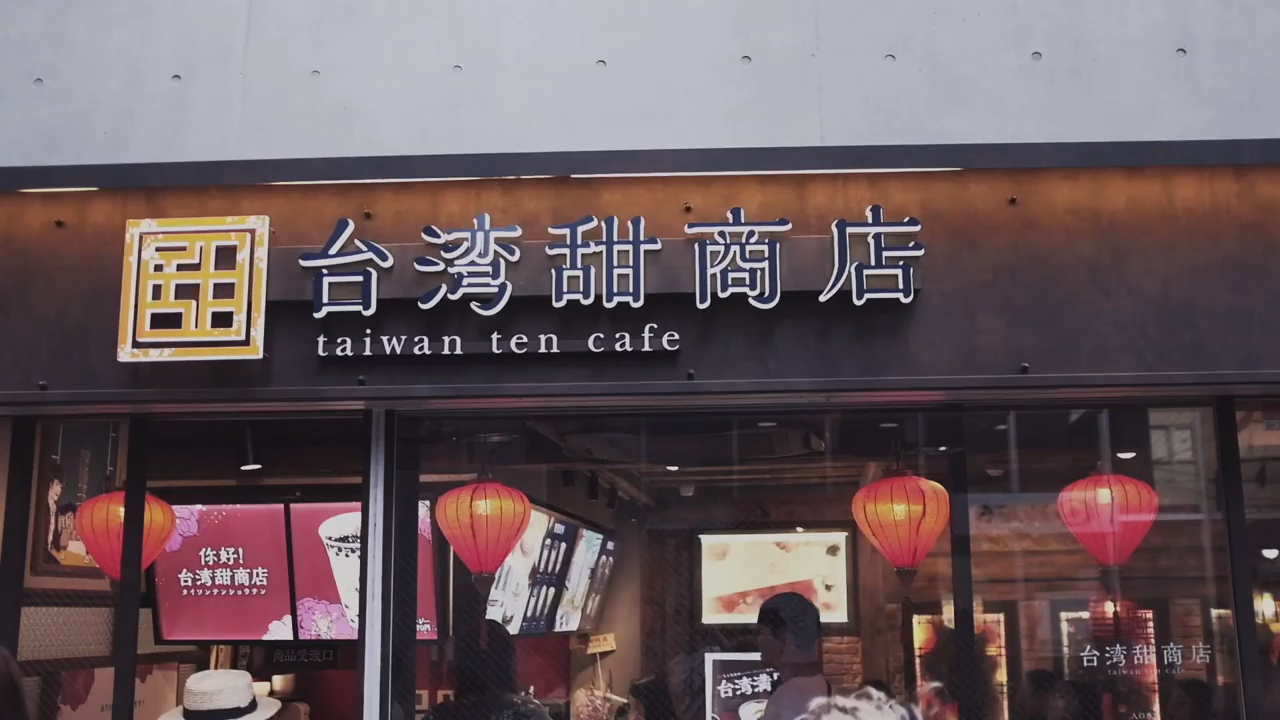 甜
台湾甜商店
taiwan ten cafe
你好!
台湾甜商店
タイワンテンショウテン
商品受渡口
台湾甜商店
taiwan ten cafe
入口